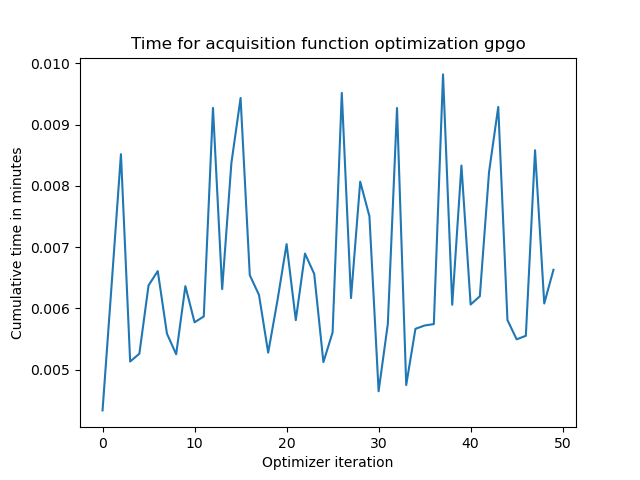 Time for acquisition function optimization gpgo
0.010
0.009
0.008
0.007
0.006
0.005
Cumulative time in minutes
0 10 20 30 40 50
Optimizer iteration